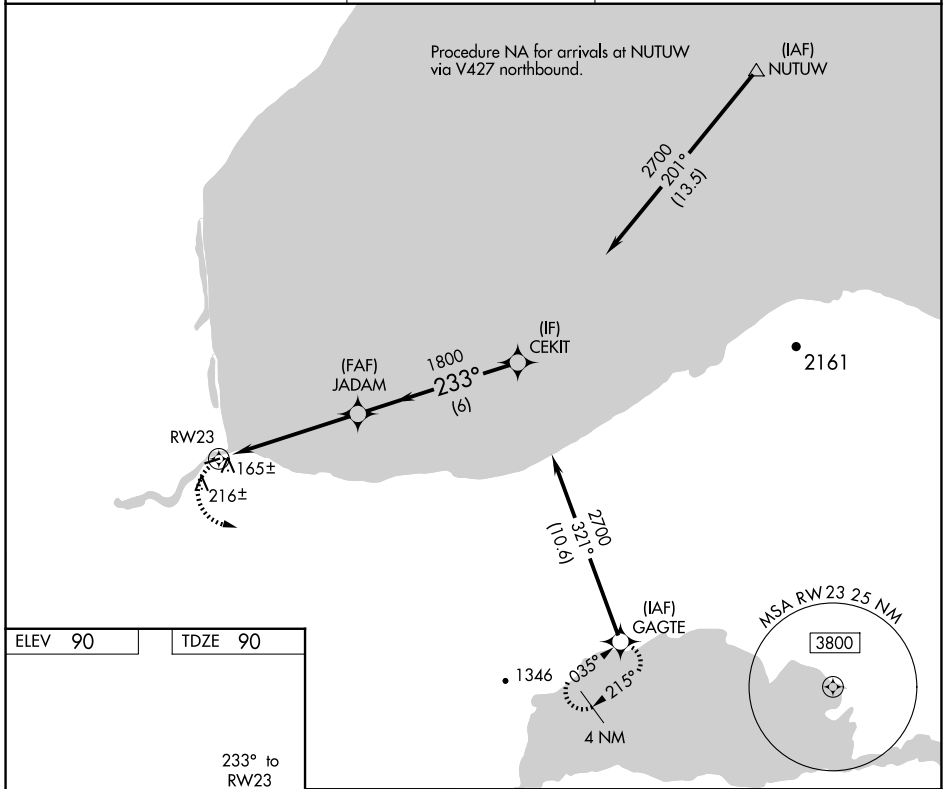 Procedure NA for arrivals at NUTUW
via V427 northbound.
(IAF)
NUTUW
2700
201°
(13.5)
(IF)
CEKIT
(FAF)
JADAM
1800
233°
(6)
2161
RW23
165±
216±
2700
321°
(10.6)
(IAF)
GAGTE
1346
035°
215°
4 NM
MSA RW23 25 NM
3800
ELEV 90
TDZE 90
233° to
RW23